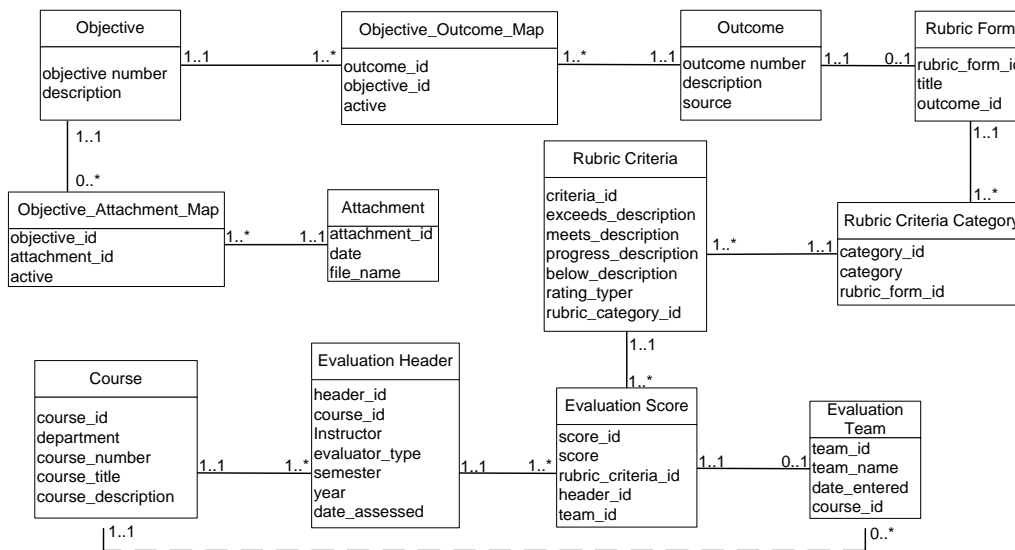 Objective
objective number
description
1..1
1..*
Objective_Outcome_Map
outcome_id
objective_id
active
1..*
1..1
Outcome
outcome number
description
source
1..1
0..1
Rubric Form
rubric_form_id
title
outcome_id
1..1
0..*
1..1
1..*
Objective_Attachment_Map
objective_id
attachment_id
active
1..*
1..1
Attachment
attachment_id
date
file_name
Rubric Criteria
criteria_id
exceeds_description
meets_description
progress_description
below_description
rating_typer
rubric_category_id
1..*
1..1
Rubric Criteria Category
category_id
category
rubric_form_id
1..1
1..*
Course
course_id
department
course_number
course_title
course_description
1..1
1..*
Evaluation Header
header_id
course_id
Instructor
evaluator_type
semester
year
date_assessed
1..1
1..*
Evaluation Score
score_id
score
rubric_criteria_id
header_id
team_id
1..1
0..1
Evaluation
Team
team_id
team_name
date_entered
course_id
1..1
0..*